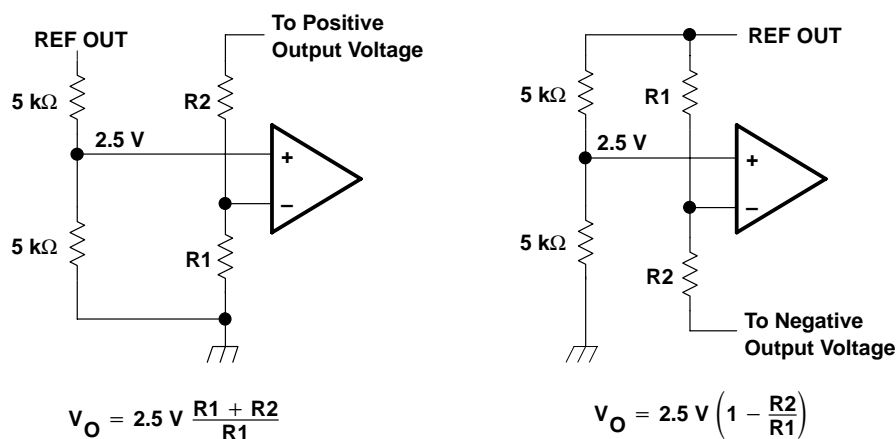 REF OUT
To Positive
Output Voltage
5 kΩ
R2
2.5 V
+
–
5 kΩ
R1
V_O = 2.5 V (R1 + R2)/R1
REF OUT
5 kΩ
R1
2.5 V
+
–
5 kΩ
R2
To Negative
Output Voltage
V_O = 2.5 V (1 − R2/R1)